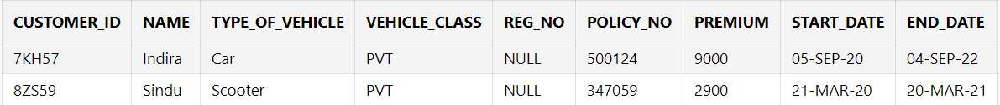 CUSTOMER_ID NAME TYPE_OF_VEHICLE VEHICLE_CLASS REG_NO POLICY_NO PREMIUM START_DATE END_DATE
7KH57 Indira Car PVT NULL 500124 9000 05-SEP-20 04-SEP-22
8ZS59 Sindu Scooter PVT NULL 347059 2900 21-MAR-20 20-MAR-21